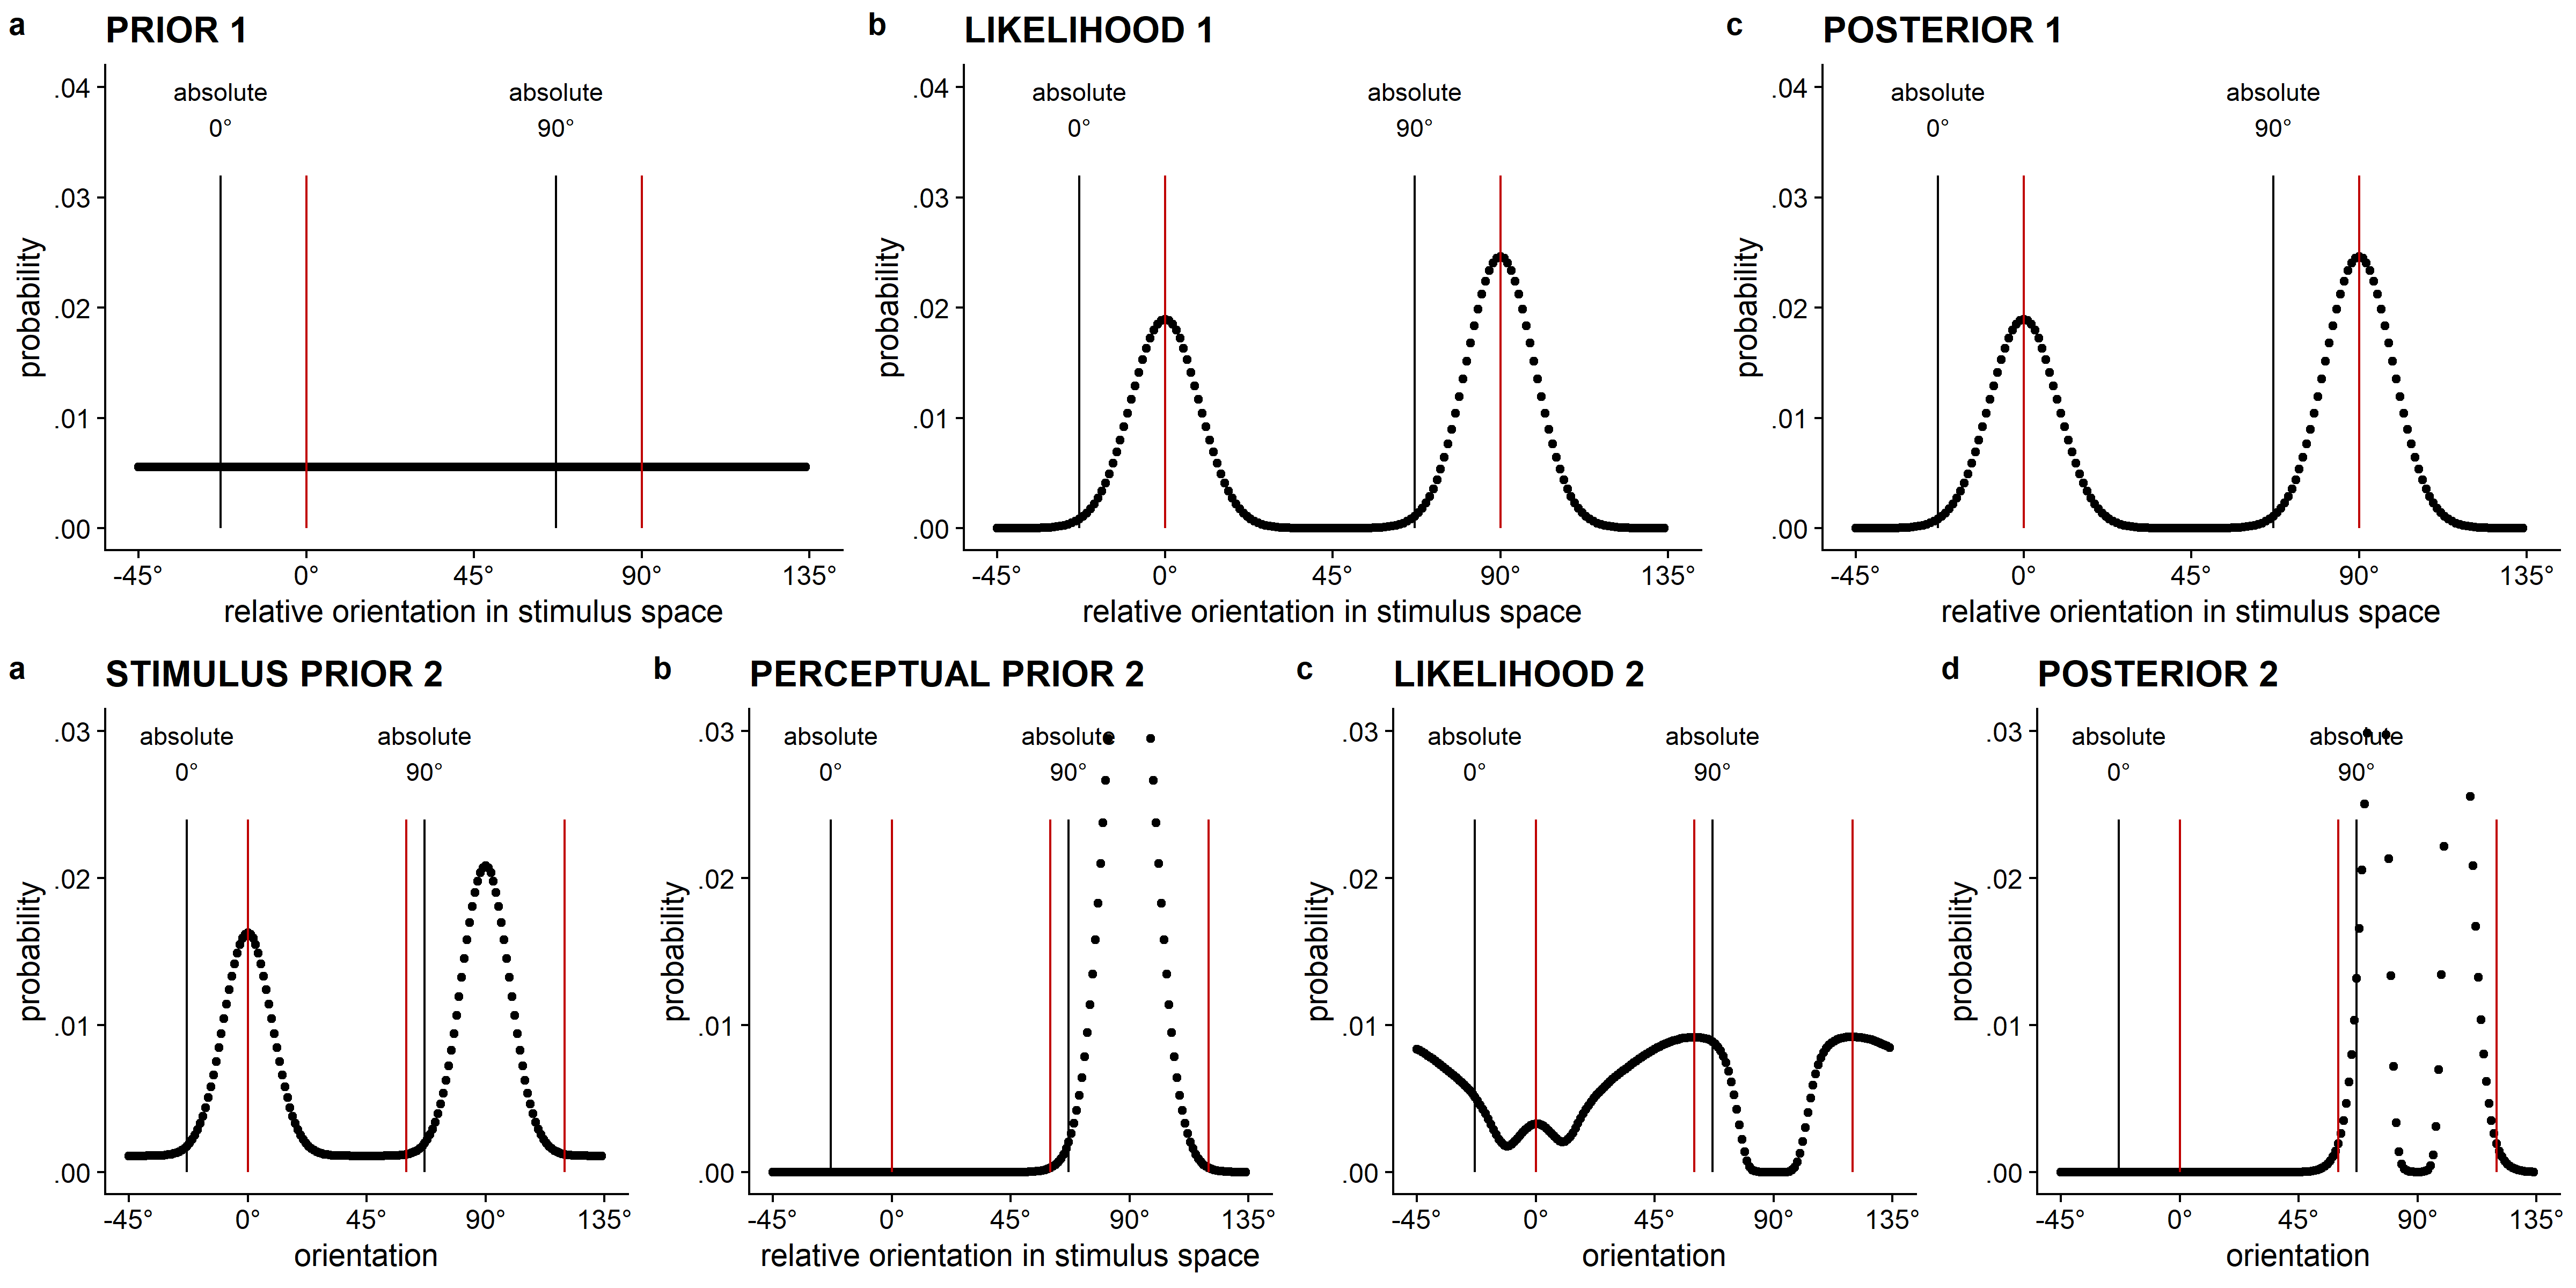 a PRIOR 1
.04
.03
.02
.01
.00
probability
absolute
0°
absolute
90°
-45° 0° 45° 90° 135°
relative orientation in stimulus space
b LIKELIHOOD 1
.04
.03
.02
.01
.00
probability
absolute
0°
absolute
90°
-45° 0° 45° 90° 135°
relative orientation in stimulus space
c POSTERIOR 1
.04
.03
.02
.01
.00
probability
absolute
0°
absolute
90°
-45° 0° 45° 90° 135°
relative orientation in stimulus space
a STIMULUS PRIOR 2
.03
.02
.01
.00
probability
absolute
0°
absolute
90°
-45° 0° 45° 90° 135°
orientation
b PERCEPTUAL PRIOR 2
.03
.02
.01
.00
probability
absolute
0°
absolute
90°
-45° 0° 45° 90° 135°
relative orientation in stimulus space
c LIKELIHOOD 2
.03
.02
.01
.00
probability
absolute
0°
absolute
90°
-45° 0° 45° 90° 135°
orientation
d POSTERIOR 2
.03
.02
.01
.00
probability
absolute
0°
absolute
90°
-45° 0° 45° 90° 135°
orientation